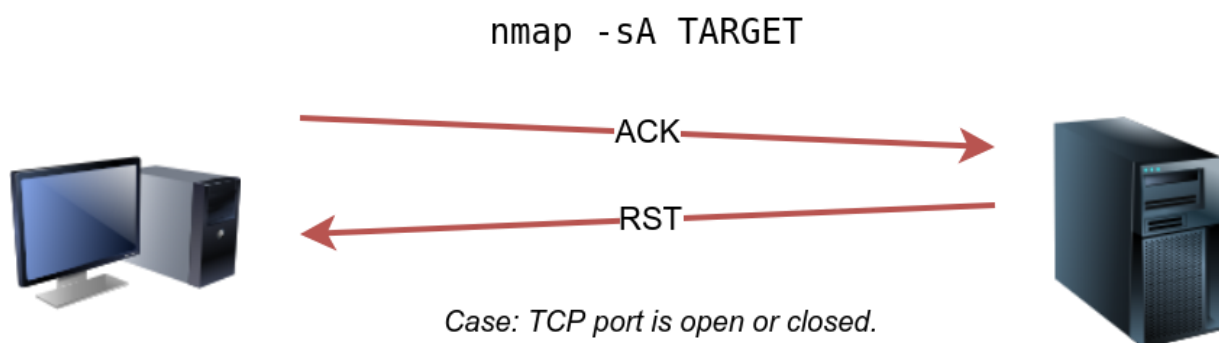 nmap -sA TARGET
ACK
RST
Case: TCP port is open or closed.